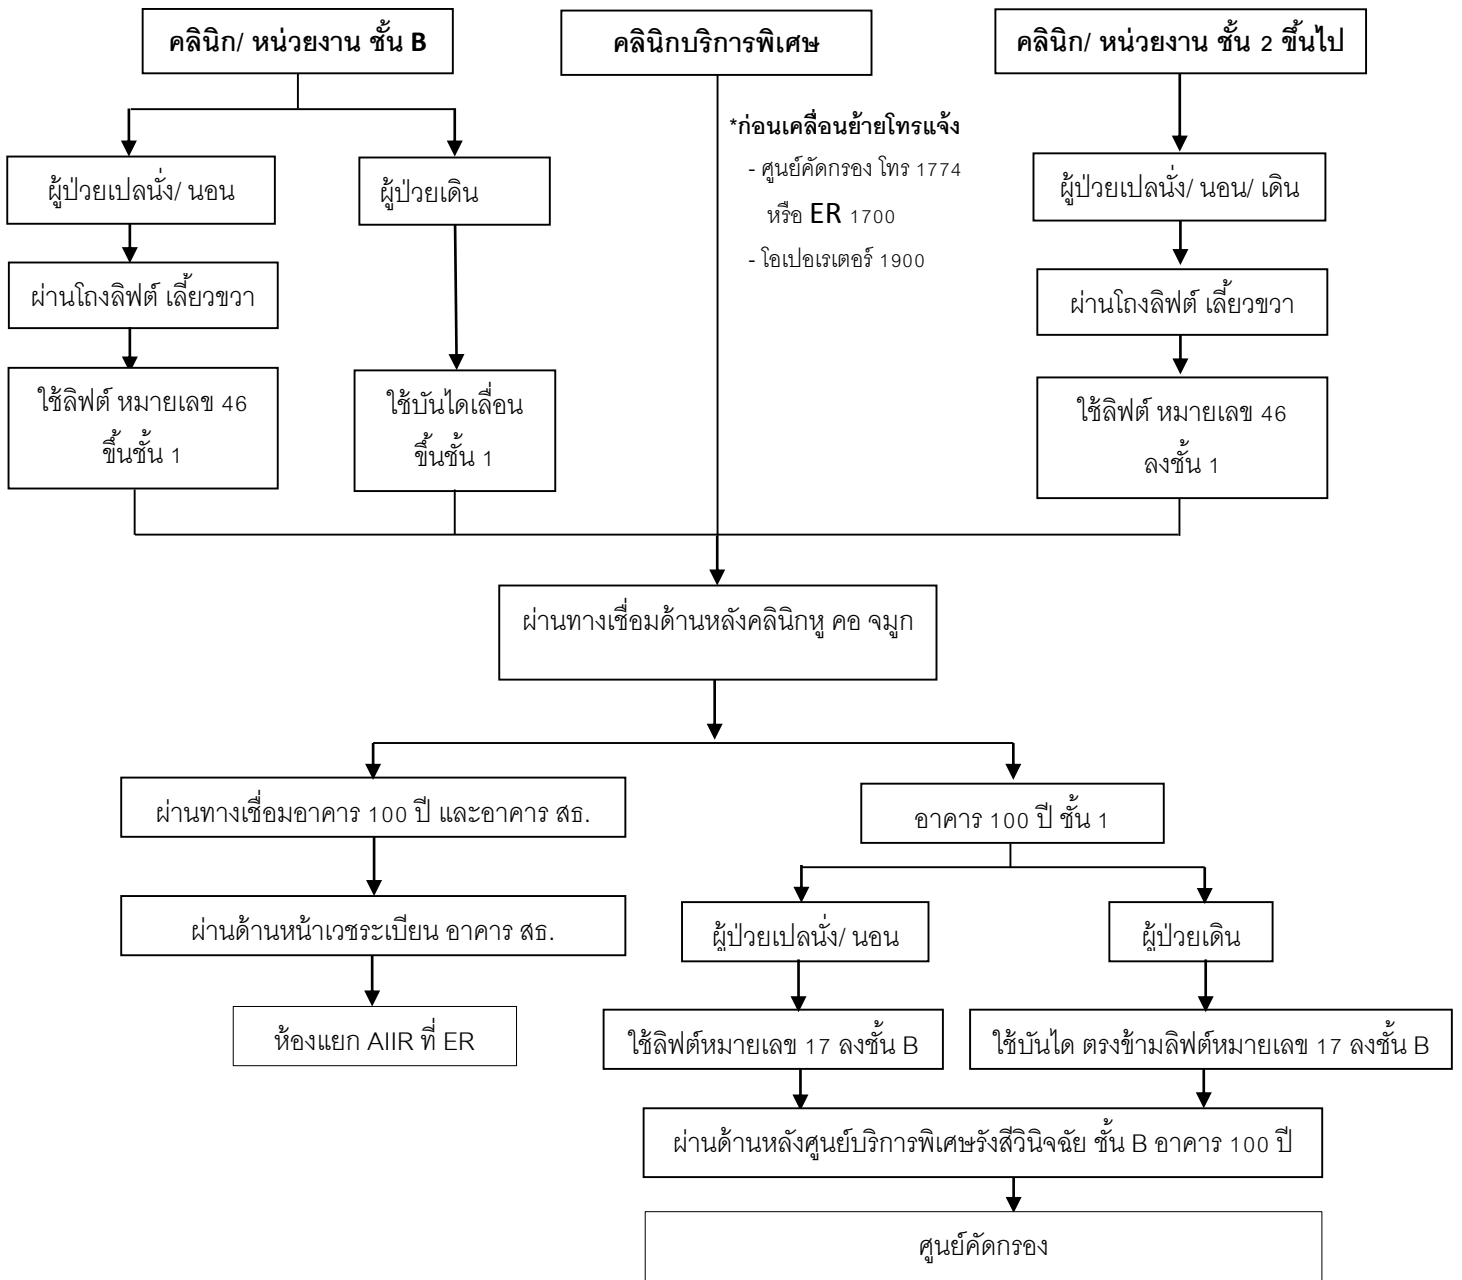 คลินิก/ หน่วยงาน ชั้น B
คลินิกบริการพิเศษ
คลินิก/ หน่วยงาน ชั้น 2 ขึ้นไป
*ก่อนเคลื่อนย้ายโทรแจ้ง
- ศูนย์คัดกรอง โทร 1774
หรือ ER 1700
- โอเปอเรเตอร์ 1900
ผู้ป่วยเปลนั่ง/ นอน
ผู้ป่วยเดิน
ผู้ป่วยเปลนั่ง/ นอน/ เดิน
ผ่านโถงลิฟต์ เลี้ยวขวา
ผ่านโถงลิฟต์ เลี้ยวขวา
ใช้ลิฟต์ หมายเลข 46
ขึ้นชั้น 1
ใช้บันไดเลื่อน
ขึ้นชั้น 1
ใช้ลิฟต์ หมายเลข 46
ลงชั้น 1
ผ่านทางเชื่อมด้านหลังคลินิกหู คอ จมูก
ผ่านทางเชื่อมอาคาร 100 ปี และอาคาร สธ.
อาคาร 100 ปี ชั้น 1
ผ่านด้านหน้าเวชระเบียน อาคาร สธ.
ผู้ป่วยเปลนั่ง/ นอน
ผู้ป่วยเดิน
ห้องแยก AIIR ที่ ER
ใช้ลิฟต์หมายเลข 17 ลงชั้น B
ใช้บันได ตรงข้ามลิฟต์หมายเลข 17 ลงชั้น B
ผ่านด้านหลังศูนย์บริการพิเศษรังสีวินิจฉัย ชั้น B อาคาร 100 ปี
ศูนย์คัดกรอง